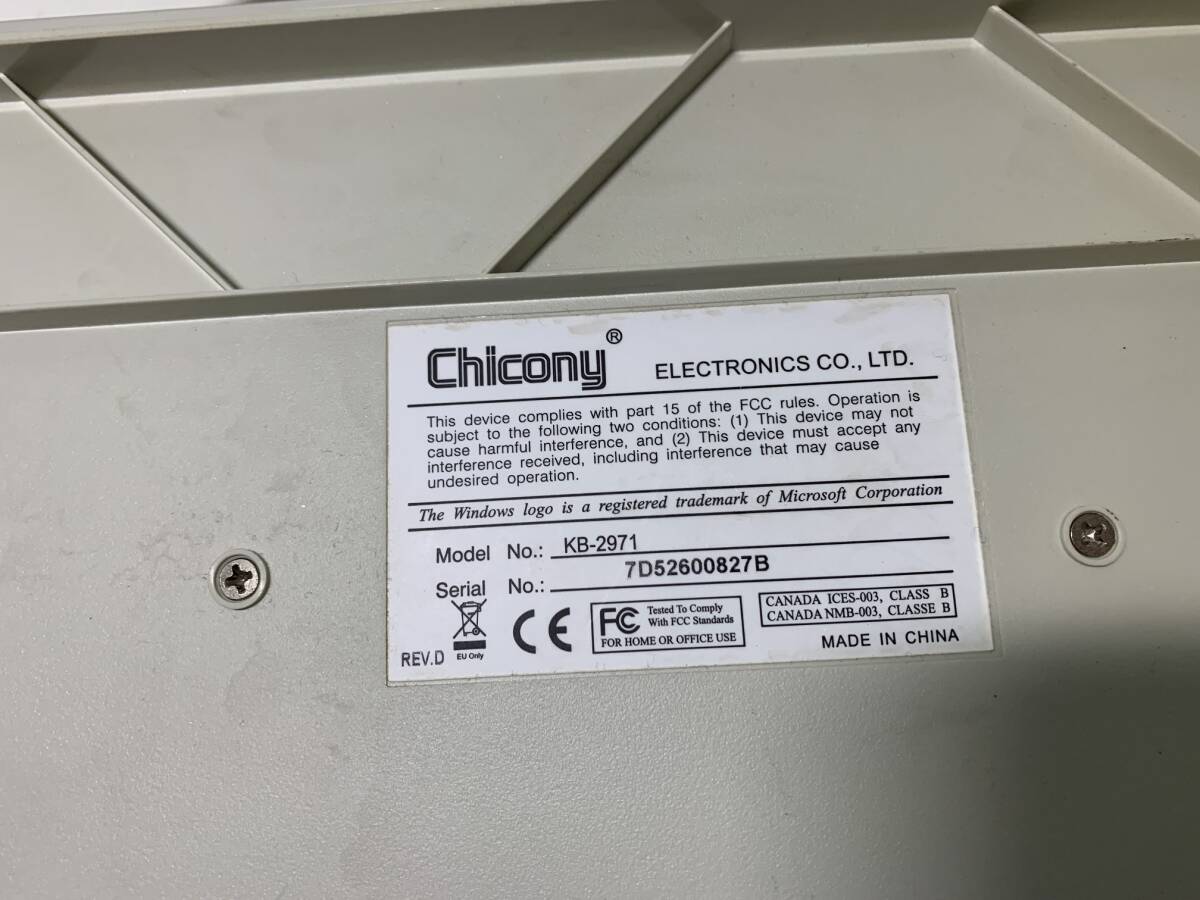 Chicony®
ELECTRONICS CO., LTD.
This device complies with part 15 of the FCC rules. Operation is
subject to the following two conditions: (1) This device may not
cause harmful interference, and (2) This device must accept any
interference received, including interference that may cause
undesired operation.
The Windows logo is a registered trademark of Microsoft Corporation
Model No.: KB-2971
Serial No.: 7D52600827B
REV.D
EU Only
CE
FC Tested To Comply
With FCC Standards
FOR HOME OR OFFICE USE
CANADA ICES-003, CLASS B
CANADA NMB-003, CLASSE B
MADE IN CHINA